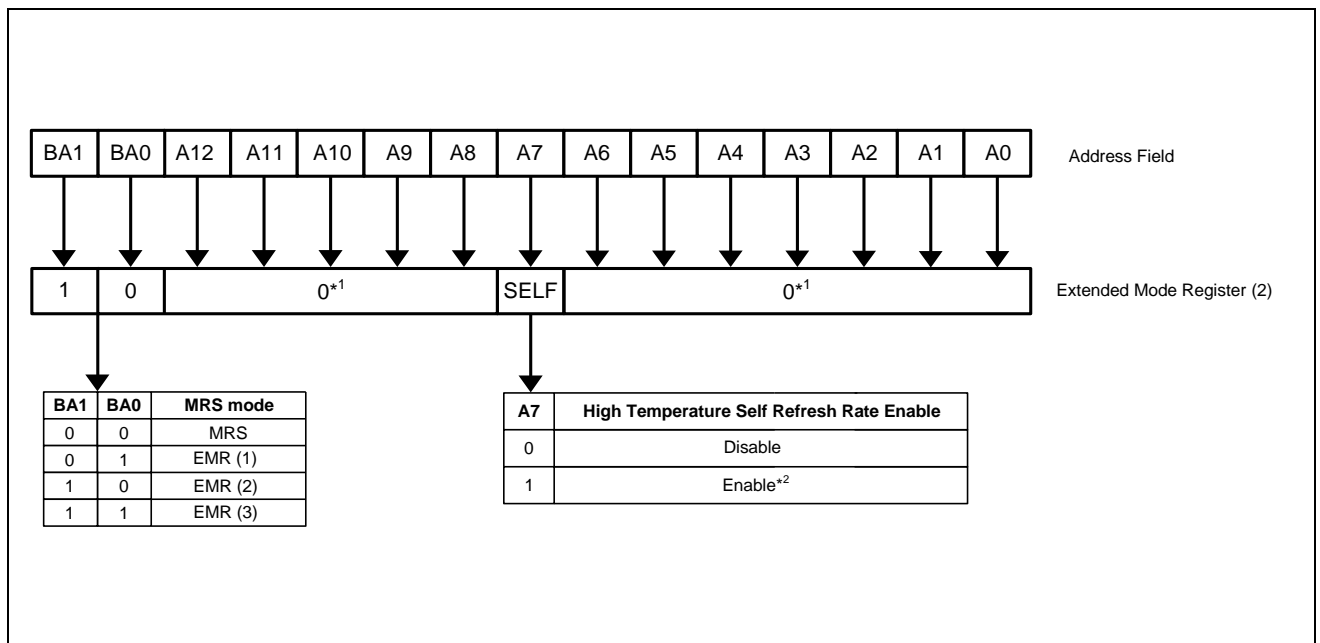 BA1 BA0 A12 A11 A10 A9 A8 A7 A6 A5 A4 A3 A2 A1 A0 Address Field
1 0 0*1 SELF 0*1 Extended Mode Register (2)
BA1 BA0 MRS mode
0 0 MRS
0 1 EMR (1)
1 0 EMR (2)
1 1 EMR (3)
A7 High Temperature Self Refresh Rate Enable
0 Disable
1 Enable*2